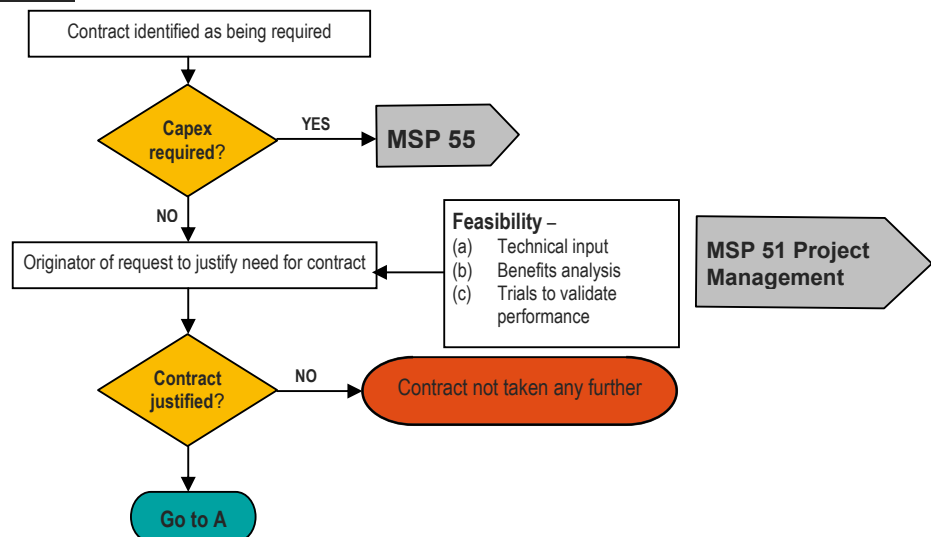 Contract identified as being required
Capex
required?
YES
MSP 55
NO
Originator of request to justify need for contract
Feasibility –
(a) Technical input
(b) Benefits analysis
(c) Trials to validate
performance
MSP 51 Project
Management
Contract
justified?
NO
Contract not taken any further
Go to A